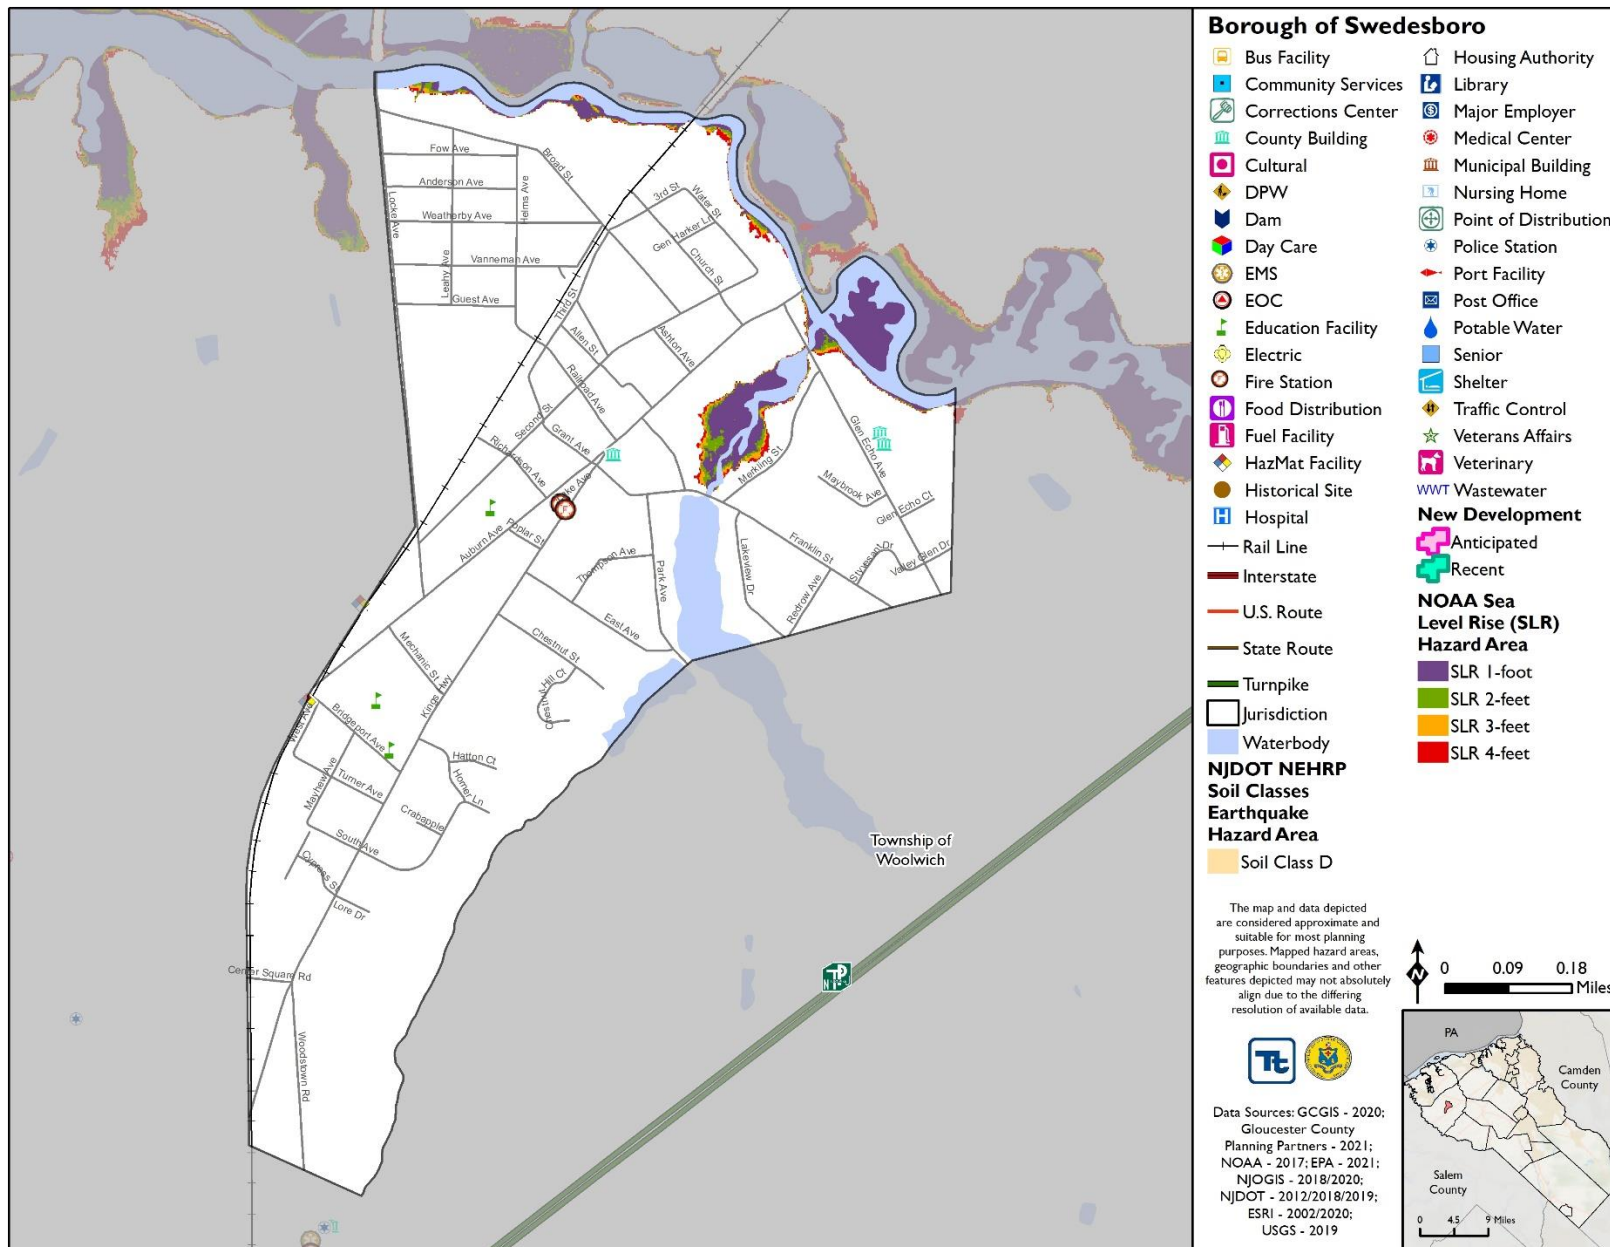 Borough of Swedesboro
Bus Facility
Community Services
Corrections Center
County Building
Cultural
DPW
Dam
Day Care
EMS
EOC
Education Facility
Electric
Fire Station
Food Distribution
Fuel Facility
HazMat Facility
Historical Site
Hospital
Rail Line
Interstate
U.S. Route
State Route
Turnpike
Jurisdiction
Waterbody
NJDOT NEHRP
Soil Classes
Earthquake
Hazard Area
Soil Class D
Housing Authority
Library
Major Employer
Medical Center
Municipal Building
Nursing Home
Point of Distribution
Police Station
Port Facility
Post Office
Potable Water
Senior
Shelter
Traffic Control
Veterans Affairs
Veterinary
WWT Wastewater
New Development
Anticipated
Recent
NOAA Sea
Level Rise (SLR)
Hazard Area
SLR 1-foot
SLR 2-feet
SLR 3-feet
SLR 4-feet
The map and data depicted
are considered approximate and
suitable for most planning
purposes. Mapped hazard areas,
geographic boundaries and other
features depicted may not absolutely
align due to the differing
resolution of available data.
N
0 0.09 0.18
Miles
Tt
Data Sources: GCGIS - 2020;
Gloucester County
Planning Partners - 2021;
NOAA - 2017; EPA - 2021;
NJOGIS - 2018/2020;
NJDOT - 2012/2018/2019;
ESRI - 2002/2020;
USGS - 2019
PA
Camden
County
Salem
County
0 4.5 9 Miles
Fow Ave
Anderson Ave
Weatherby Ave
Vanneman Ave
Guest Ave
Locke Ave
Leahy Ave
Helms Ave
Broad St
3rd St
Water St
Gen Harker Ln
Church St
Third St
Allen St
Ashton Ave
Railroad Ave
Second St
Grant Ave
Richardson Ave
Auburn Ave
Poplar St
Thompson Ave
Park Ave
East Ave
Chestnut St
Chestnut Hill Ct
Merkling St
Glen Echo Ave
Maybrook Ave
Glen Echo Ct
Franklin St
Lakeview Dr
Redrow Ave
Stuyvesant Dr
Valley Glen Dr
Mechanic St
Kings Hwy
West Ave
Bridgeport Ave
Mayhew Ave
Turner Ave
Hatton Ct
Horner Ln
Crabapple
South Ave
Cypress St
Lore Dr
Center Square Rd
Woodstown Rd
Township of
Woolwich